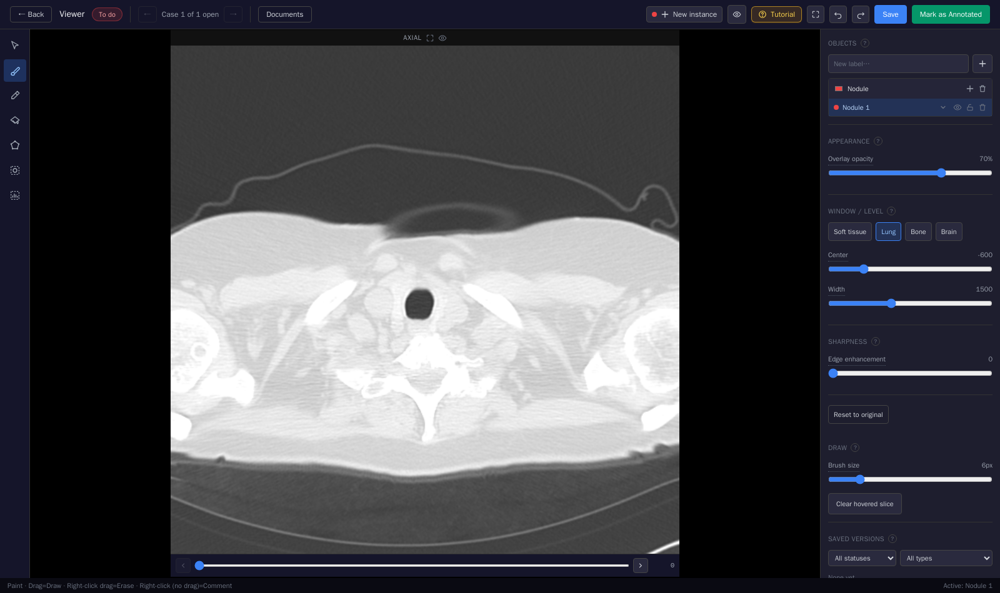 ← Back Viewer To do ← Case 1 of 1 open → Documents New instance Tutorial Save Mark as Annotated
AXIAL
OBJECTS ?
New label…
Nodule
Nodule 1
APPEARANCE ?
Overlay opacity 70%
WINDOW / LEVEL ?
Soft tissue Lung Bone Brain
Center -600
Width 1500
SHARPNESS ?
Edge enhancement 0
Reset to original
DRAW ?
Brush size 6px
Clear hovered slice
SAVED VERSIONS ?
All statuses All types
None yet
0
Paint · Drag=Draw · Right-click drag=Erase · Right-click (no drag)=Comment Active: Nodule 1